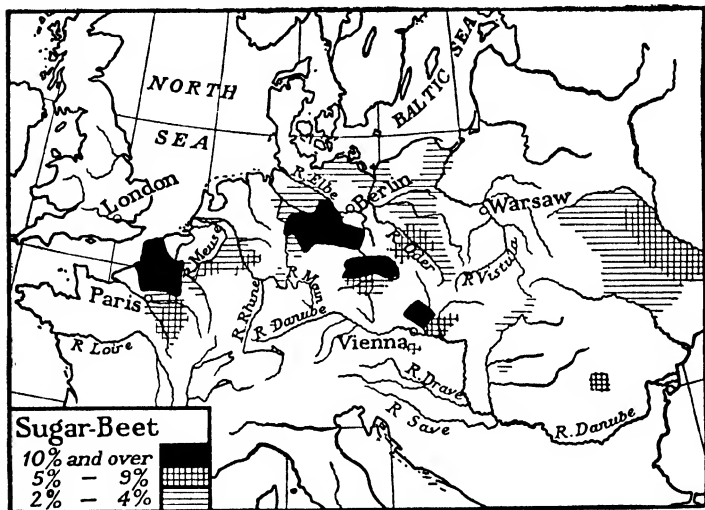 NORTH
SEA
BALTIC SEA
London
R. Elbe
Berlin
Warsaw
R. Meuse
R. Oder
R. Vistula
Paris
R. Rhine
R. Main
R. Danube
R Loire
Vienna
R. Drave
R Save
R. Danube
Sugar-Beet
10% and over
5% – 9%
2% – 4%